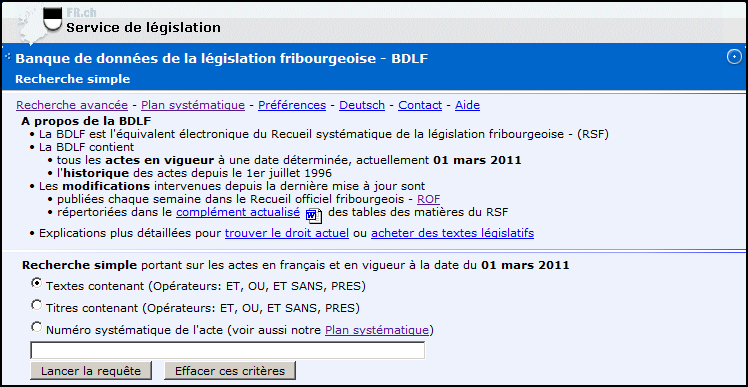 FR.ch
Service de législation
Banque de données de la législation fribourgeoise - BDLF
Recherche simple
Recherche avancée - Plan systématique - Préférences - Deutsch - Contact - Aide
A propos de la BDLF
• La BDLF est l'équivalent électronique du Recueil systématique de la législation fribourgeoise - (RSF)
• La BDLF contient
• tous les actes en vigueur à une date déterminée, actuellement 01 mars 2011
• l'historique des actes depuis le 1er juillet 1996
• Les modifications intervenues depuis la dernière mise à jour sont
• publiées chaque semaine dans le Recueil officiel fribourgeois - ROF
• répertoriées dans le complément actualisé des tables des matières du RSF
• Explications plus détaillées pour trouver le droit actuel ou acheter des textes législatifs
Recherche simple portant sur les actes en français et en vigueur à la date du 01 mars 2011
Textes contenant (Opérateurs: ET, OU, ET SANS, PRES)
Titres contenant (Opérateurs: ET, OU, ET SANS, PRES)
Numéro systématique de l'acte (voir aussi notre Plan systématique)
Lancer la requête Effacer ces critères